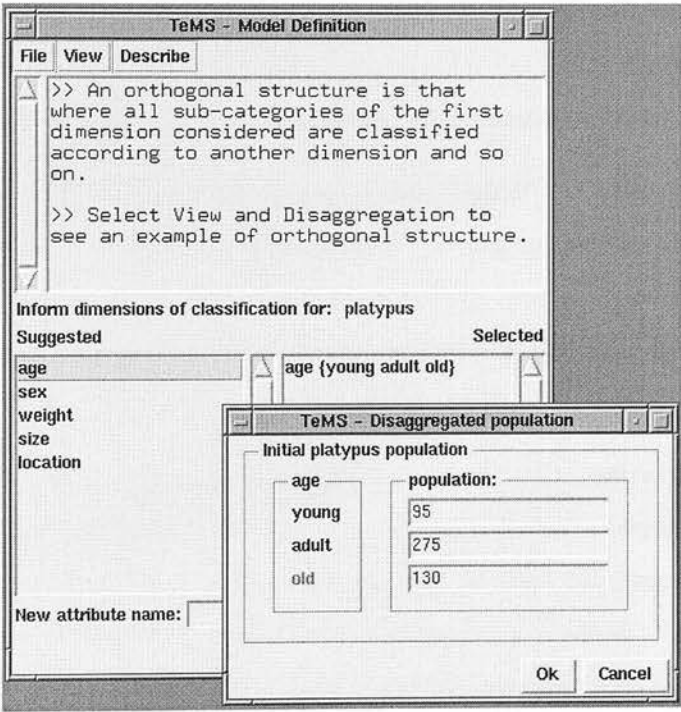 TeMS - Model Definition
File View Describe
>> An orthogonal structure is that
where all sub-categories of the first
dimension considered are classified
according to another dimension and so
on.
>> Select View and Disaggregation to
see an example of orthogonal structure.
Inform dimensions of classification for: platypus
Suggested Selected
age
sex
weight
size
location
age {young adult old}
New attribute name:
TeMS - Disaggregated population
Initial platypus population
age population:
young 95
adult 275
old 130
Ok Cancel